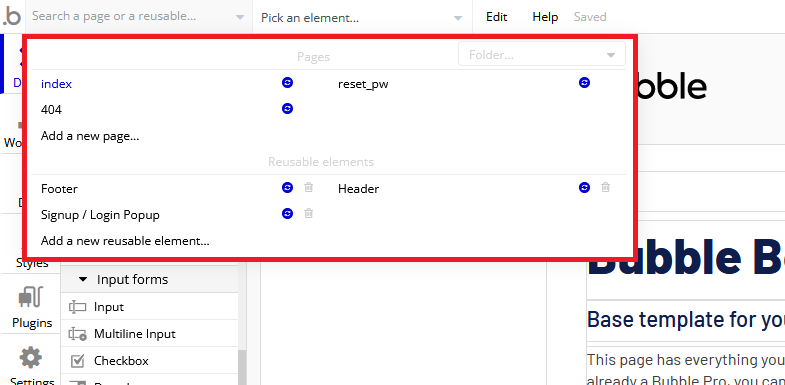 .b Search a page or a reusable... Pick an element... Edit Help Saved
Pages Folder...
index reset_pw
404
Add a new page...
Reusable elements
Footer Header
Signup / Login Popup
Add a new reusable element...
Styles
Input forms
Input
Multiline Input
Checkbox
Plugins
Settings
bble
Bubble B
Base template for you
This page has everything you
already a Bubble Pro, you can